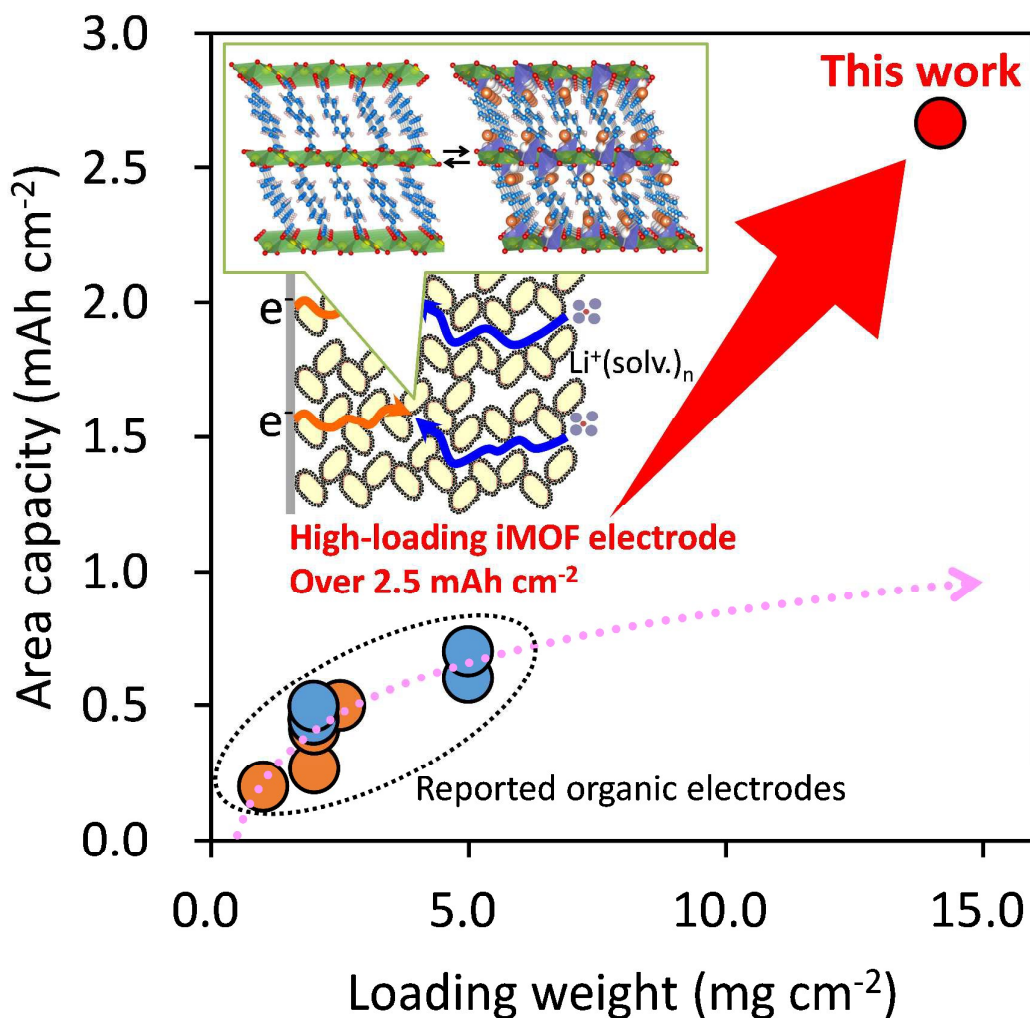 3.0
2.5
2.0
1.5
1.0
0.5
0.0
Area capacity (mAh cm⁻²)
This work
e⁻
Li⁺(solv.)ₙ
e⁻
High-loading iMOF electrode
Over 2.5 mAh cm⁻²
Reported organic electrodes
0.0 5.0 10.0 15.0
Loading weight (mg cm⁻²)